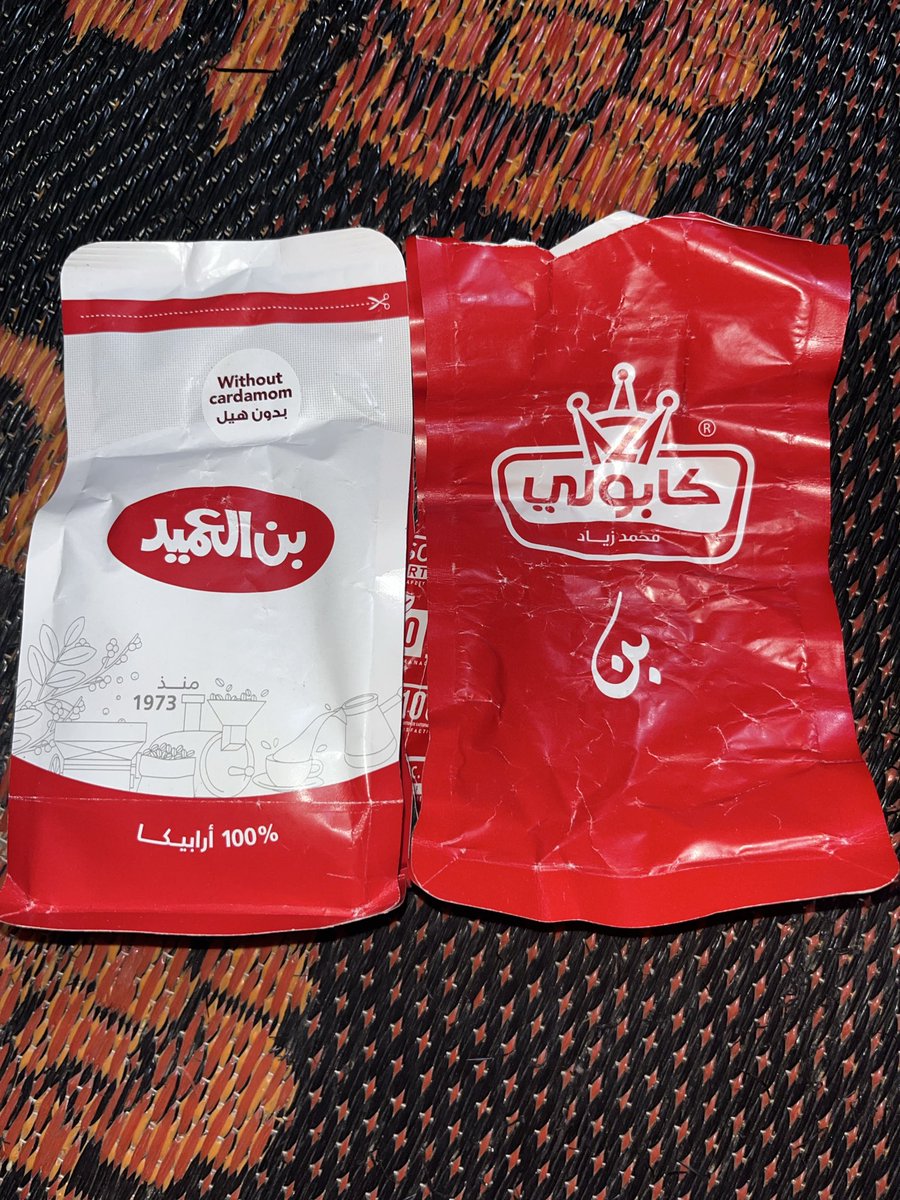 Without
cardamom
بدون هيل
بن العميد
منذ
1973
100% أرابيكا
كابولي
®
محمد زياد
بن